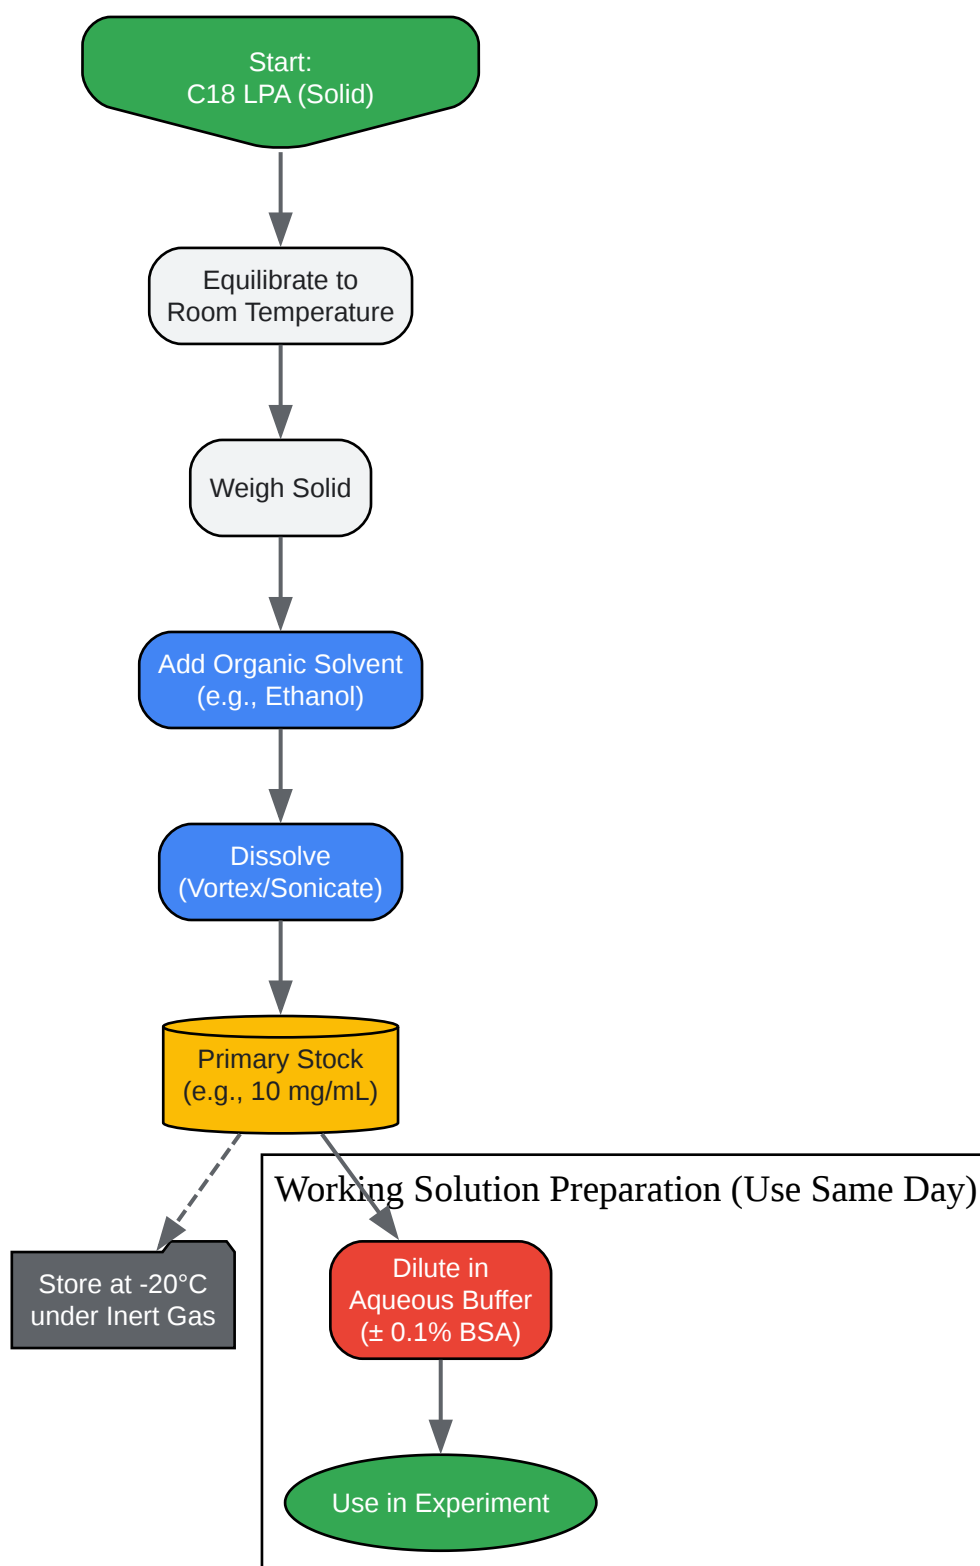 Start:
C18 LPA (Solid)
Equilibrate to
Room Temperature
Weigh Solid
Add Organic Solvent
(e.g., Ethanol)
Dissolve
(Vortex/Sonicate)
Primary Stock
(e.g., 10 mg/mL)
Working Solution Preparation (Use Same Day)
Store at -20°C
under Inert Gas
Dilute in
Aqueous Buffer
(± 0.1% BSA)
Use in Experiment